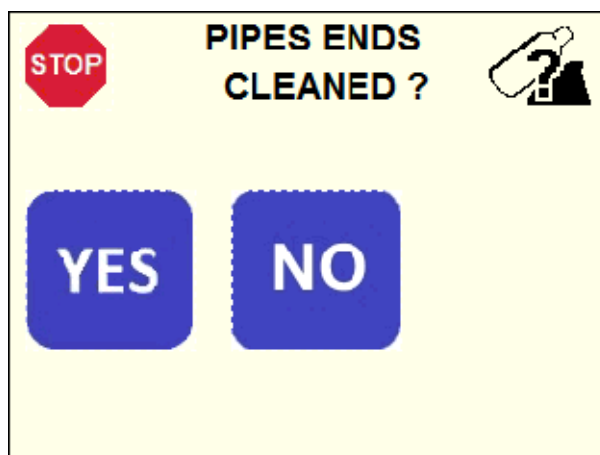 STOP
PIPES ENDS
CLEANED ?
?
YES
NO